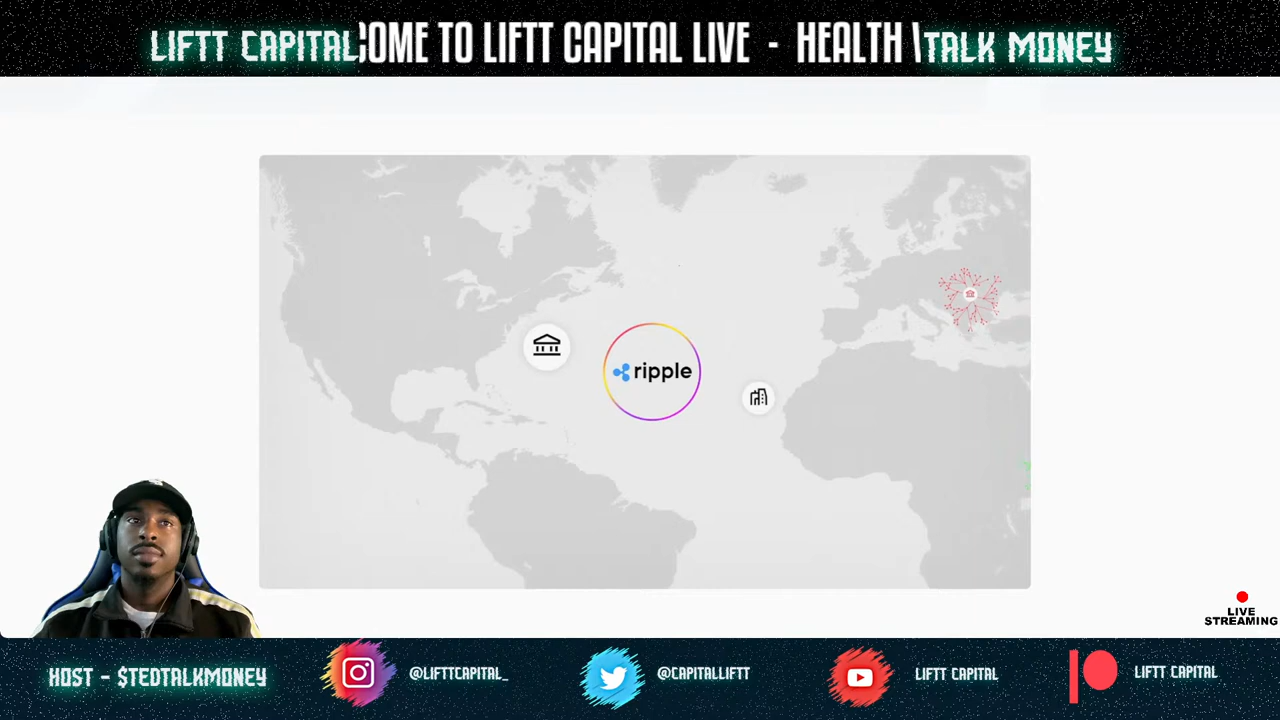 LIFTT CAPITAL
COME TO LIFTT CAPITAL LIVE - HEALTH \
TALK MONEY
ripple
LIVE
STREAMING
HOST - $TEDTALKMONEY
@LIFTTCAPITAL_
@CAPITALLIFTT
LIFTT CAPITAL
LIFTT CAPITAL